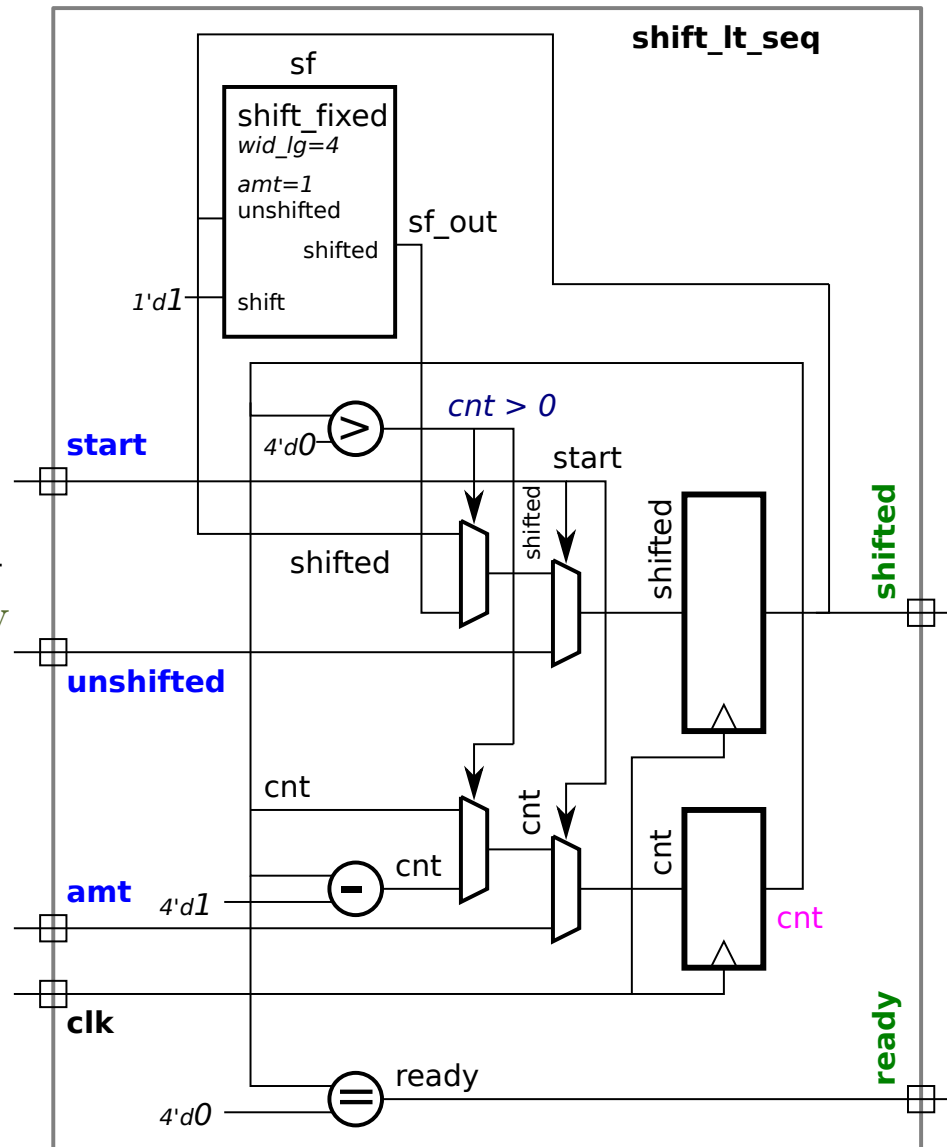 shift_lt_seq
sf
shift_fixed
wid_lg=4
amt=1
unshifted
sf_out
shifted
1'd1
shift
cnt > 0
>
4'd0
start
start
shifted
shifted
shifted
shifted
y
unshifted
cnt
cnt
cnt
cnt
-
amt
4'd1
cnt
clk
ready
ready
=
4'd0